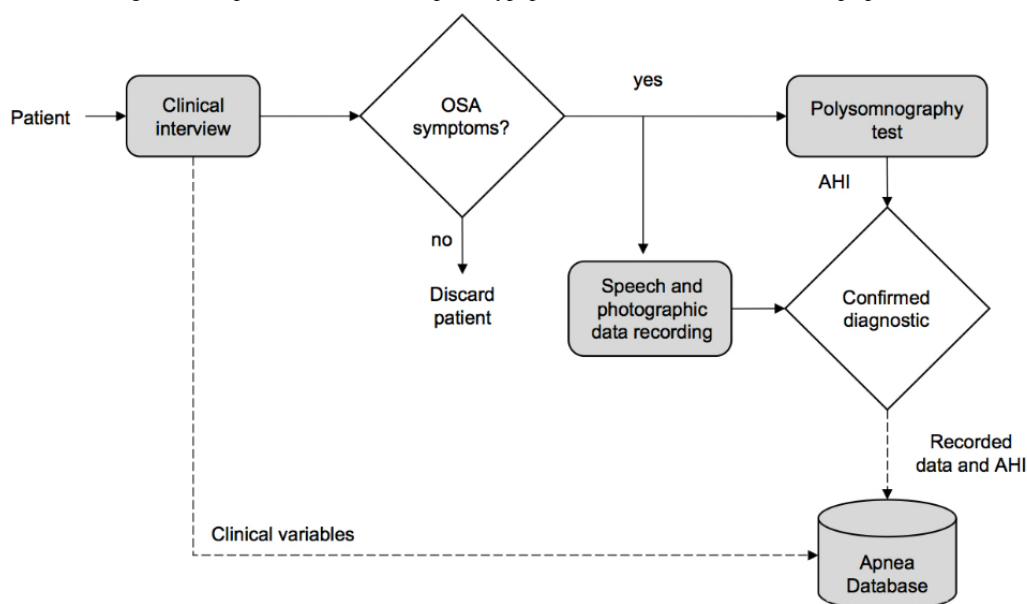 Patient
Clinical
interview
OSA
symptoms?
yes
Polysomnography
test
AHI
no
Discard
patient
Speech and
photographic
data recording
Confirmed
diagnostic
Recorded
data and AHI
Clinical variables
Apnea
Database